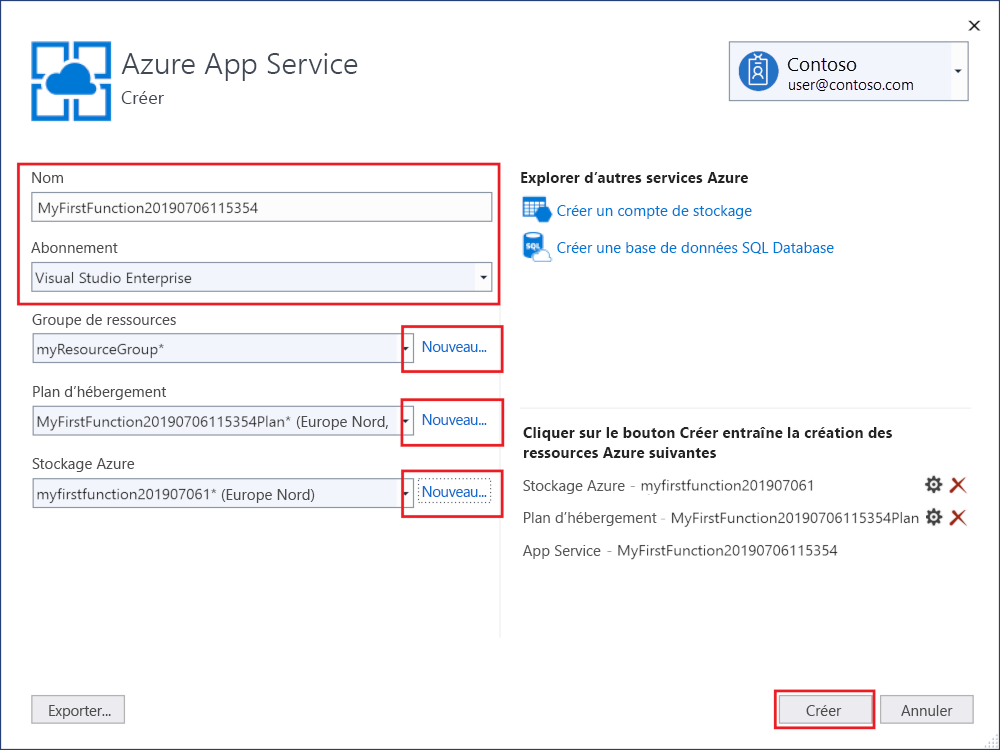 Azure App Service
Créer
Contoso
user@contoso.com
Nom
MyFirstFunction20190706115354
Abonnement
Visual Studio Enterprise
Groupe de ressources
myResourceGroup*
Nouveau...
Plan d’hébergement
MyFirstFunction20190706115354Plan* (Europe Nord,
Nouveau...
Stockage Azure
myfirstfunction201907061* (Europe Nord)
Nouveau...
Explorer d’autres services Azure
Créer un compte de stockage
SQL
Créer une base de données SQL Database
Cliquer sur le bouton Créer entraîne la création des
ressources Azure suivantes
Stockage Azure - myfirstfunction201907061
Plan d’hébergement - MyFirstFunction20190706115354Plan
App Service - MyFirstFunction20190706115354
Exporter...
Créer
Annuler